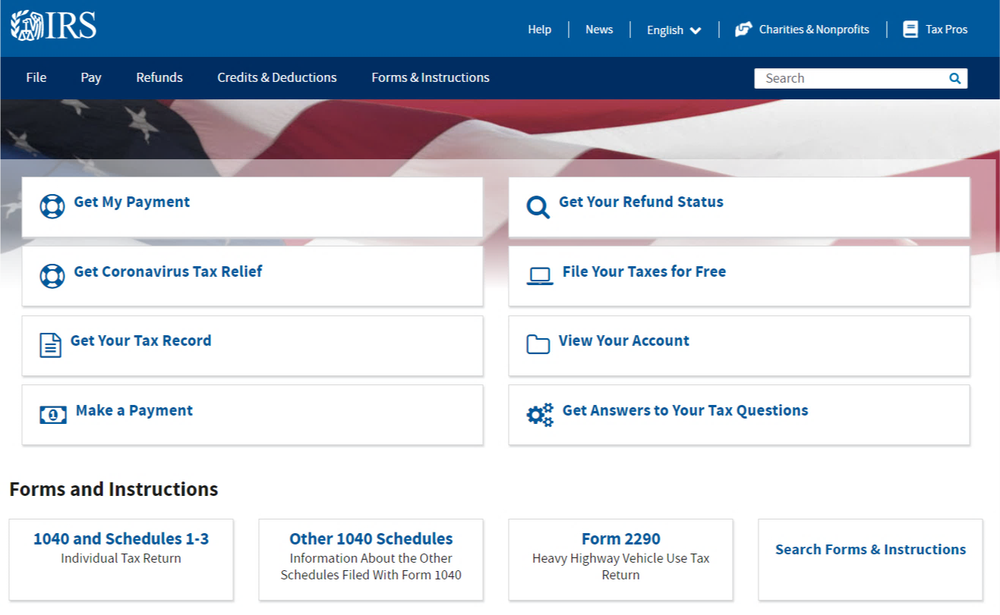 IRS
Help
News
English
Charities & Nonprofits
Tax Pros
File
Pay
Refunds
Credits & Deductions
Forms & Instructions
Search
Get My Payment
Get Your Refund Status
Get Coronavirus Tax Relief
File Your Taxes for Free
Get Your Tax Record
View Your Account
1
Make a Payment
Get Answers to Your Tax Questions
Forms and Instructions
1040 and Schedules 1-3
Individual Tax Return
Other 1040 Schedules
Information About the Other
Schedules Filed With Form 1040
Form 2290
Heavy Highway Vehicle Use Tax
Return
Search Forms & Instructions